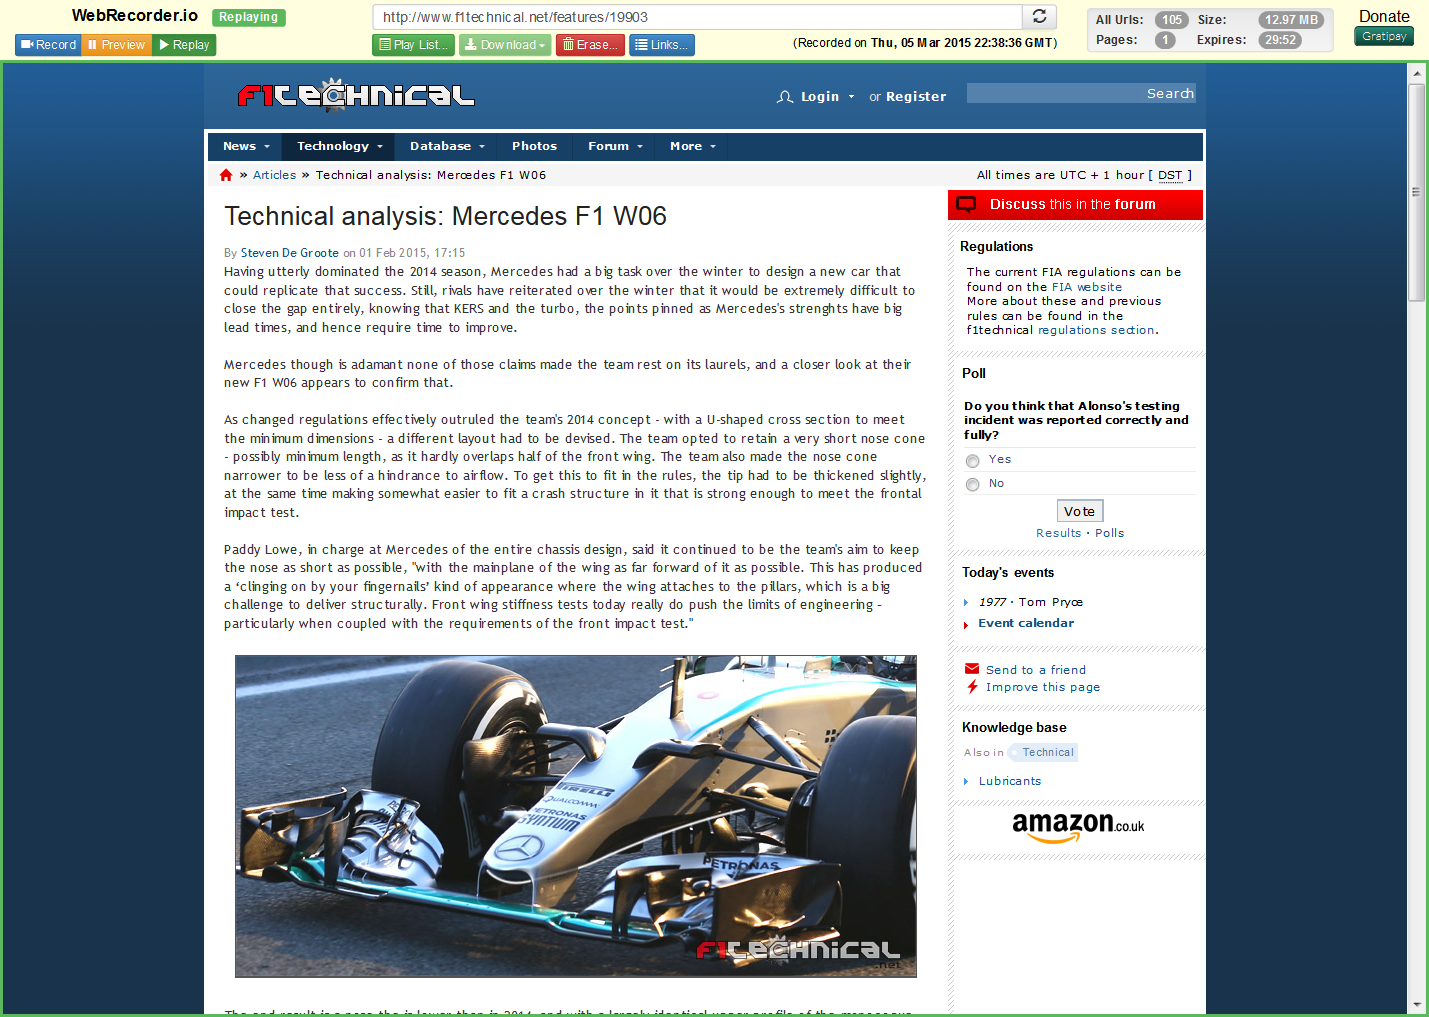 WebRecorder.io Replaying
http://www.f1technical.net/features/19903
All Urls: 105 Size: 12.97 MB
Pages: 1 Expires: 29:52
Donate
Gratipay
Record Preview Replay
Play List... Download Erase... Links...
(Recorded on Thu, 05 Mar 2015 22:38:36 GMT)
F1TECHNICAL
Login or Register
Search
News Technology Database Photos Forum More
» Articles » Technical analysis: Mercedes F1 W06
All times are UTC + 1 hour [ DST ]
Technical analysis: Mercedes F1 W06
By Steven De Groote on 01 Feb 2015, 17:15
Having utterly dominated the 2014 season, Mercedes had a big task over the winter to design a new car that
could replicate that success. Still, rivals have reiterated over the winter that it would be extremely difficult to
close the gap entirely, knowing that KERS and the turbo, the points pinned as Mercedes's strenghts have big
lead times, and hence require time to improve.
Mercedes though is adamant none of those claims made the team rest on its laurels, and a closer look at their
new F1 W06 appears to confirm that.
As changed regulations effectively outruled the team's 2014 concept - with a U-shaped cross section to meet
the minimum dimensions - a different layout had to be devised. The team opted to retain a very short nose cone
- possibly minimum length, as it hardly overlaps half of the front wing. The team also made the nose cone
narrower to be less of a hindrance to airflow. To get this to fit in the rules, the tip had to be thickened slightly,
at the same time making somewhat easier to fit a crash structure in it that is strong enough to meet the frontal
impact test.
Paddy Lowe, in charge at Mercedes of the entire chassis design, said it continued to be the team's aim to keep
the nose as short as possible, "with the mainplane of the wing as far forward of it as possible. This has produced
a ‘clinging on by your fingernails’ kind of appearance where the wing attaches to the pillars, which is a big
challenge to deliver structurally. Front wing stiffness tests today really do push the limits of engineering -
particularly when coupled with the requirements of the front impact test."
PIRELLI
QUALCOMM
PETRONAS
SYNTIUM
PETRONAS
F1TECHNICAL
.net
Discuss this in the forum
Regulations
The current FIA regulations can be
found on the FIA website
More about these and previous
rules can be found in the
f1technical regulations section.
Poll
Do you think that Alonso's testing
incident was reported correctly and
fully?
Yes
No
Vote
Results · Polls
Today's events
1977 · Tom Pryce
Event calendar
Send to a friend
Improve this page
Knowledge base
Also in Technical
Lubricants
amazon.co.uk